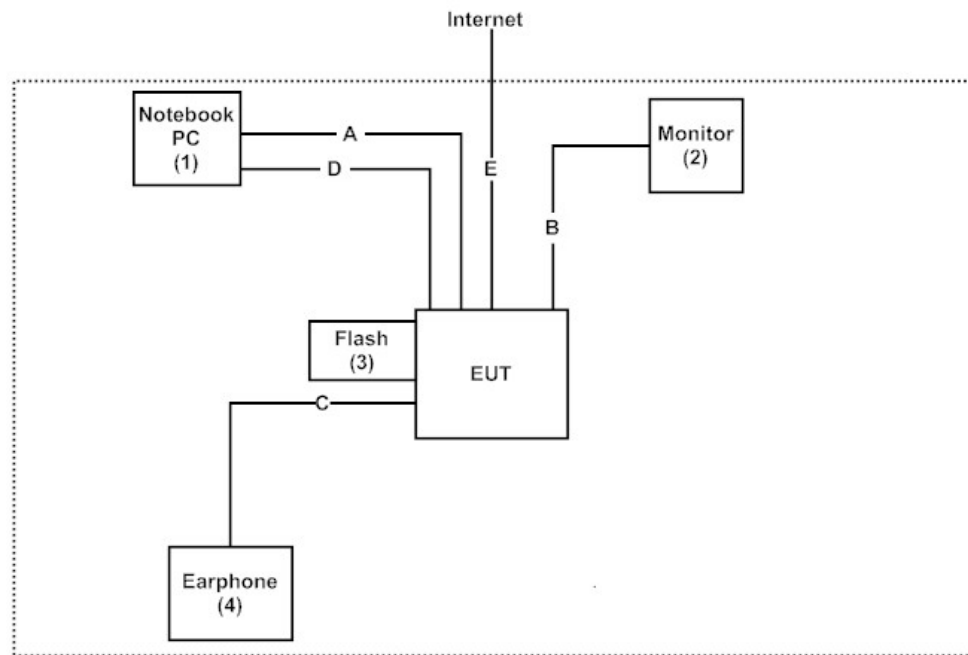 Internet
Notebook
PC
(1)
A
D
E
B
Monitor
(2)
Flash
(3)
EUT
C
Earphone
(4)